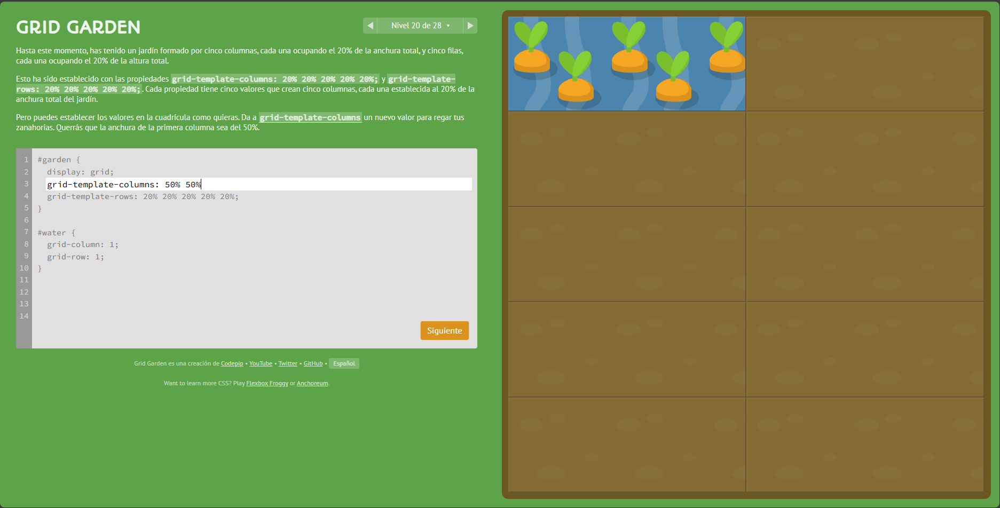 GRID GARDEN
Nivel 20 de 28
Hasta este momento, has tenido un jardín formado por cinco columnas, cada una ocupando el 20% de la anchura total, y cinco filas,
cada una ocupando el 20% de la altura total.
Esto ha sido establecido con las propiedades grid-template-columns: 20% 20% 20% 20% 20%; y grid-template-
rows: 20% 20% 20% 20% 20%;. Cada propiedad tiene cinco valores que crean cinco columnas, cada una establecida al 20% de la
anchura total del jardín.
Pero puedes establecer los valores en la cuadrícula como quieras. Da a grid-template-columns un nuevo valor para regar tus
zanahorias. Querrás que la anchura de la primera columna sea del 50%.
1 #garden {
2 display: grid;
3 grid-template-columns: 50% 50%
4 grid-template-rows: 20% 20% 20% 20% 20%;
5 }
6
7 #water {
8 grid-column: 1;
9 grid-row: 1;
10 }
11
12
13
14
Siguiente
Grid Garden es una creación de Codepip • YouTube • Twitter • GitHub • Español
Want to learn more CSS? Play Flexbox Froggy or Anchoreum.